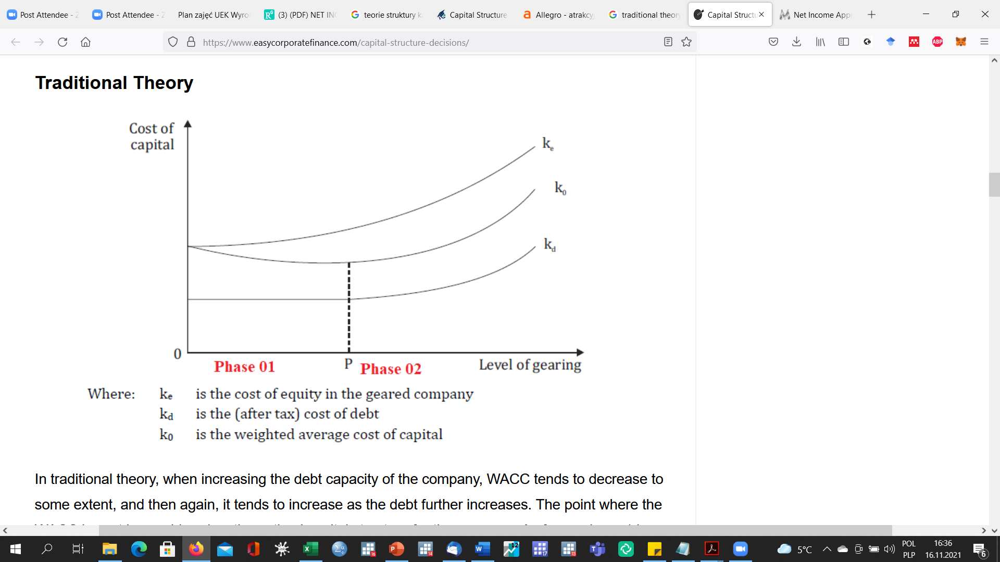 Post Attendee - Z
Post Attendee - Z
Plan zajęć UEK Wyro
(3) (PDF) NET IN
teorie struktury k
Capital Structure
Allegro - atrakcy
traditional theor
Capital Structu
Net Income App
https://www.easycorporatefinance.com/capital-structure-decisions/
ABP
Traditional Theory
Cost of
capital
ke
k0
kd
0
P
Phase 01
Phase 02
Level of gearing
Where: ke is the cost of equity in the geared company
kd is the (after tax) cost of debt
k0 is the weighted average cost of capital
In traditional theory, when increasing the debt capacity of the company, WACC tends to decrease to
some extent, and then again, it tends to increase as the debt further increases. The point where the
5°C
POL
PLP
16:36
16.11.2021
6